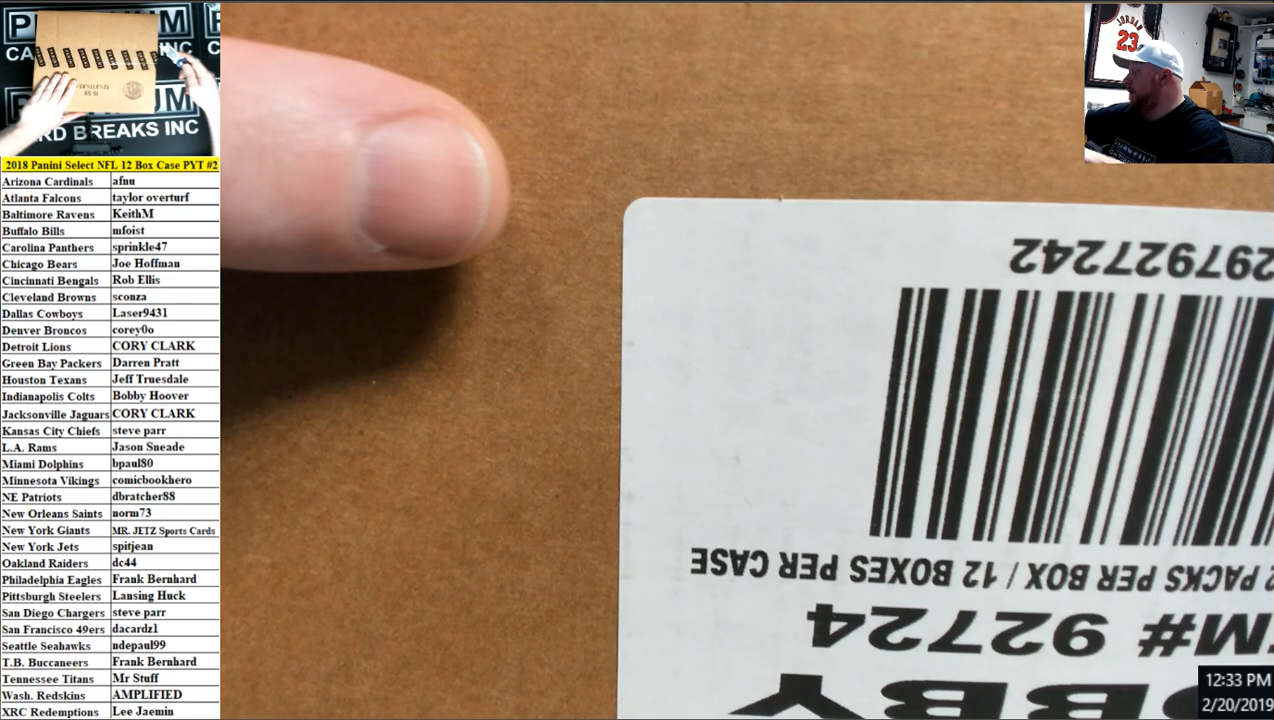 CARD BREAKS INC
2018 Panini Select NFL 12 Box Case PYT #2
Arizona Cardinals afnu
Atlanta Falcons taylor overturf
Baltimore Ravens KeithM
Buffalo Bills mfoist
Carolina Panthers sprinkle47
Chicago Bears Joe Hoffman
Cincinnati Bengals Rob Ellis
Cleveland Browns sconza
Dallas Cowboys Laser9431
Denver Broncos corey0o
Detroit Lions CORY CLARK
Green Bay Packers Darren Pratt
Houston Texans Jeff Truesdale
Indianapolis Colts Bobby Hoover
Jacksonville Jaguars CORY CLARK
Kansas City Chiefs steve parr
L.A. Rams Jason Sneade
Miami Dolphins bpaul80
Minnesota Vikings comicbookhero
NE Patriots dbratcher88
New Orleans Saints norm73
New York Giants MR. JETZ Sports Cards
New York Jets spitjean
Oakland Raiders dc44
Philadelphia Eagles Frank Bernhard
Pittsburgh Steelers Lansing Huck
San Diego Chargers steve parr
San Francisco 49ers dacardz1
Seattle Seahawks ndepaul99
T.B. Buccaneers Frank Bernhard
Tennessee Titans Mr Stuff
Wash. Redskins AMPLIFIED
XRC Redemptions Lee Jaemin
JORDAN
23
BBY
EM# 92724
2 PACKS PER BOX / 12 BOXES PER CASE
297927242
12:33 PM
2/20/2019